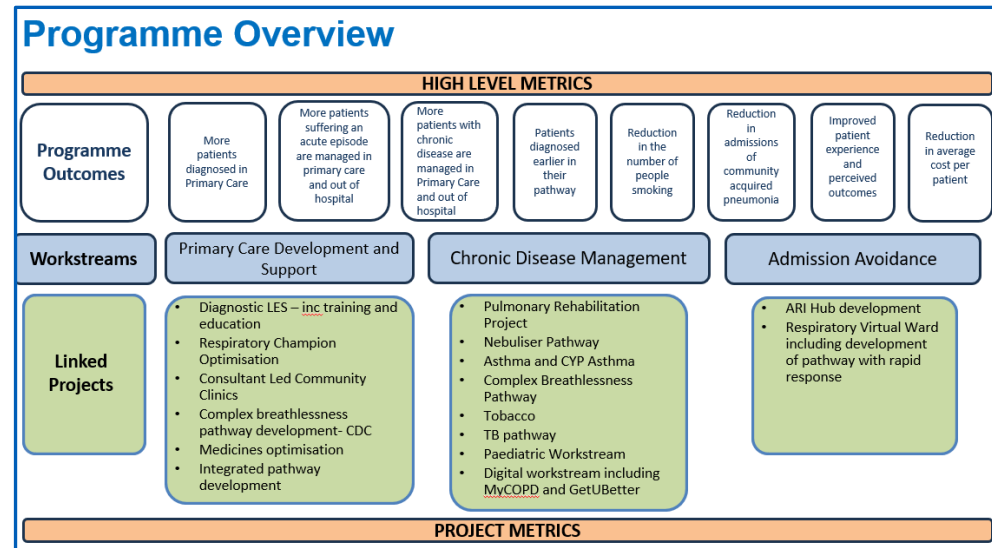 Programme Overview
HIGH LEVEL METRICS
Programme
Outcomes
More
patients
diagnosed in
Primary Care
More patients
suffering an
acute episode
are managed in
primary care
and out of
hospital
More
patients with
chronic
disease are
managed in
Primary Care
and out of
hospital
Patients
diagnosed
earlier in
their
pathway
Reduction
in the
number of
people
smoking
Reduction
in
admissions
of
community
acquired
pneumonia
Improved
patient
experience
and
perceived
outcomes
Reduction
in average
cost per
patient
Workstreams
Primary Care Development and
Support
Chronic Disease Management
Admission Avoidance
Linked
Projects
• Diagnostic LES – inc training and
education
• Respiratory Champion
Optimisation
• Consultant Led Community
Clinics
• Complex breathlessness
pathway development- CDC
• Medicines optimisation
• Integrated pathway
development
• Pulmonary Rehabilitation
Project
• Nebuliser Pathway
• Asthma and CYP Asthma
• Complex Breathlessness
Pathway
• Tobacco
• TB pathway
• Paediatric Workstream
• Digital workstream including
MyCOPD and GetUBetter
• ARI Hub development
• Respiratory Virtual Ward
including development
of pathway with rapid
response
PROJECT METRICS